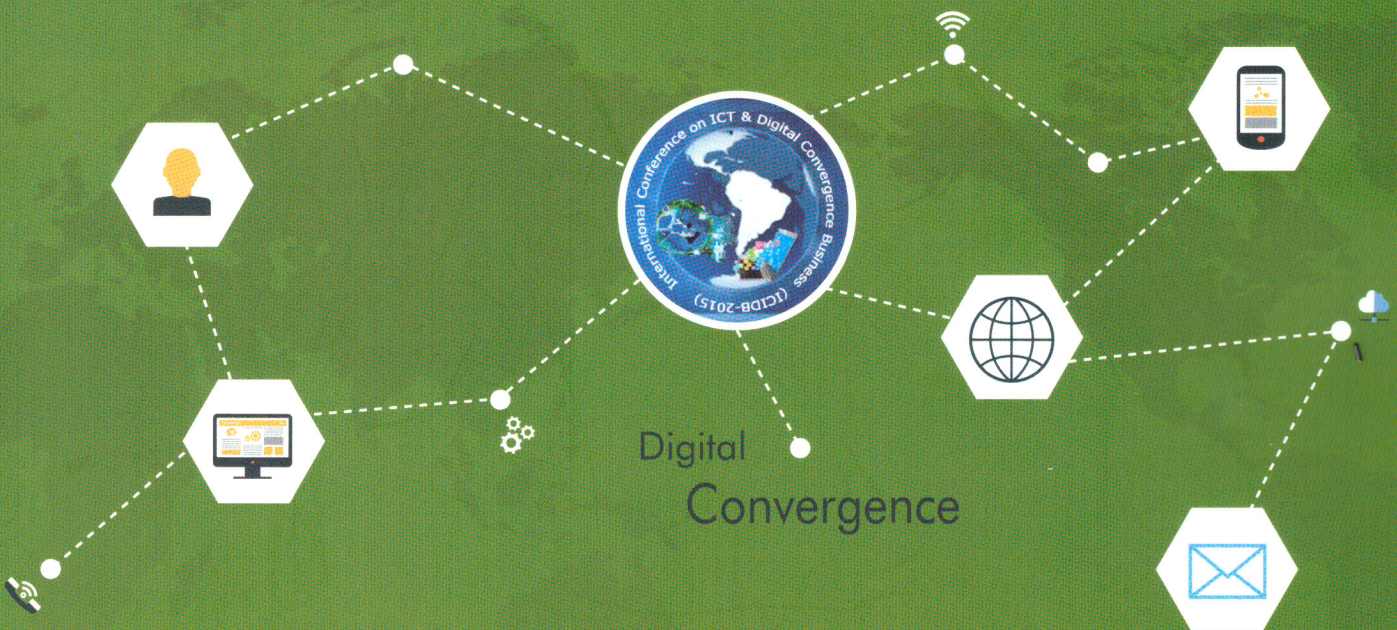 International Conference on ICT & Digital Convergence Business (ICIDB-2015)
Digital
Convergence